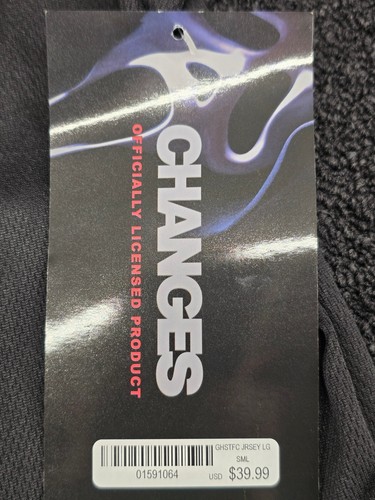 CHANGES
OFFICIALLY LICENSED PRODUCT
GHSTFC JRSEY LG
SML
01591064
USD $39.99